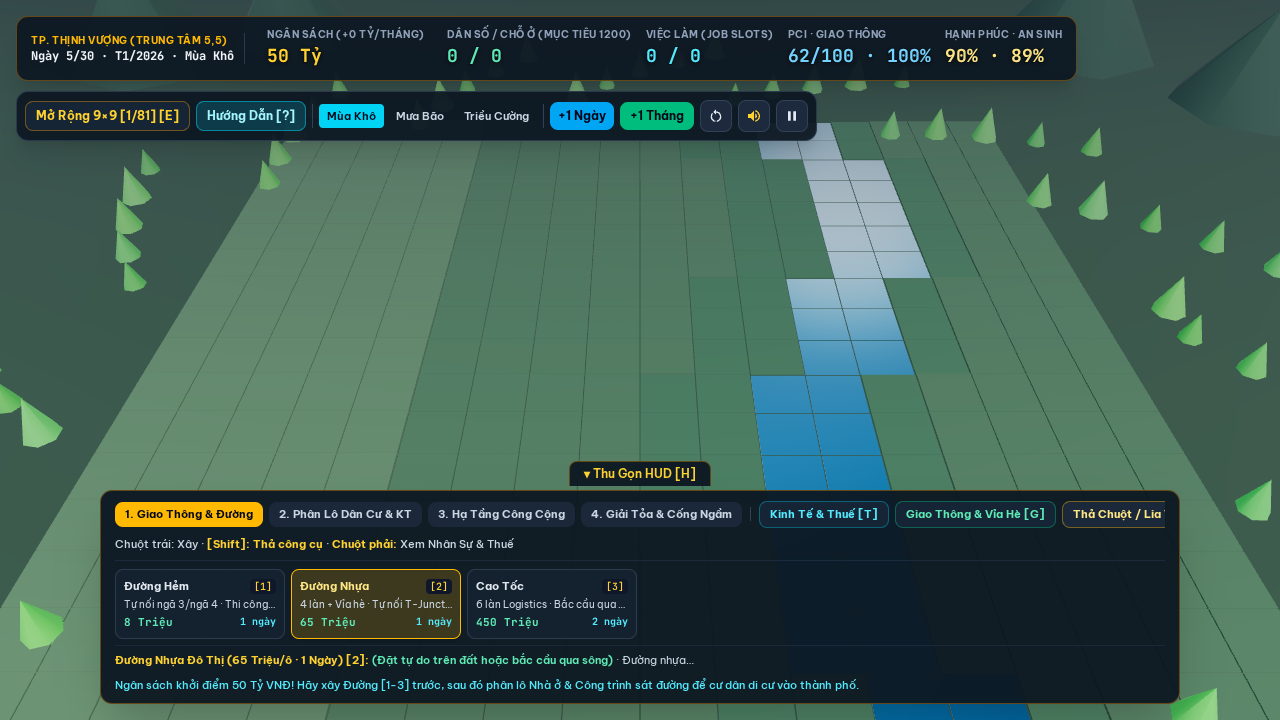 TP. THỊNH VƯỢNG (TRUNG TÂM 5,5)
Ngày 5/30 · T1/2026 · Mùa Khô
NGÂN SÁCH (+0 TỶ/THÁNG)
50 Tỷ
DÂN SỐ / CHỖ Ở (MỤC TIÊU 1200)
0 / 0
VIỆC LÀM (JOB SLOTS)
0 / 0
PCI · GIAO THÔNG
62/100 · 100%
HẠNH PHÚC · AN SINH
90% · 89%
Mở Rộng 9×9 [1/81] [E]
Hướng Dẫn [?]
Mùa Khô
Mưa Bão
Triều Cường
+1 Ngày
+1 Tháng
▾ Thu Gọn HUD [H]
1. Giao Thông & Đường
2. Phân Lô Dân Cư & KT
3. Hạ Tầng Công Cộng
4. Giải Tỏa & Cống Ngầm
Kinh Tế & Thuế [T]
Giao Thông & Vỉa Hè [G]
Thả Chuột / Lia
Chuột trái: Xây · [Shift]: Thả công cụ · Chuột phải: Xem Nhân Sự & Thuế
Đường Hẻm [1]
Tự nối ngã 3/ngã 4 · Thi công...
8 Triệu 1 ngày
Đường Nhựa [2]
4 làn + Vỉa hè · Tự nối T-Junct...
65 Triệu 1 ngày
Cao Tốc [3]
6 làn Logistics · Bắc cầu qua ...
450 Triệu 2 ngày
Đường Nhựa Đô Thị (65 Triệu/ô · 1 Ngày) [2]: (Đặt tự do trên đất hoặc bắc cầu qua sông) · Đường nhựa...
Ngân sách khởi điểm 50 Tỷ VNĐ! Hãy xây Đường [1-3] trước, sau đó phân lô Nhà ở & Công trình sát đường để cư dân di cư vào thành phố.